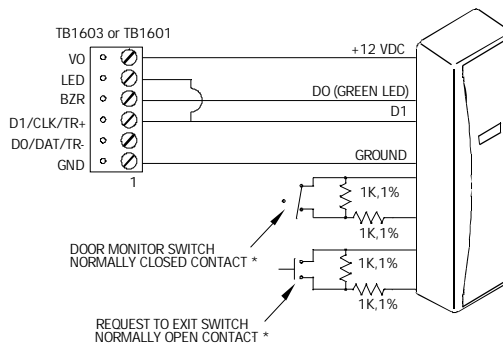 TB1603 or TB1601
VO
LED
BZR
D1/CLK/TR+
D0/DAT/TR-
GND
1
+12 VDC
DO (GREEN LED)
D1
GROUND
1K,1%
1K,1%
DOOR MONITOR SWITCH
NORMALLY CLOSED CONTACT *
1K,1%
1K,1%
REQUEST TO EXIT SWITCH
NORMALLY OPEN CONTACT *